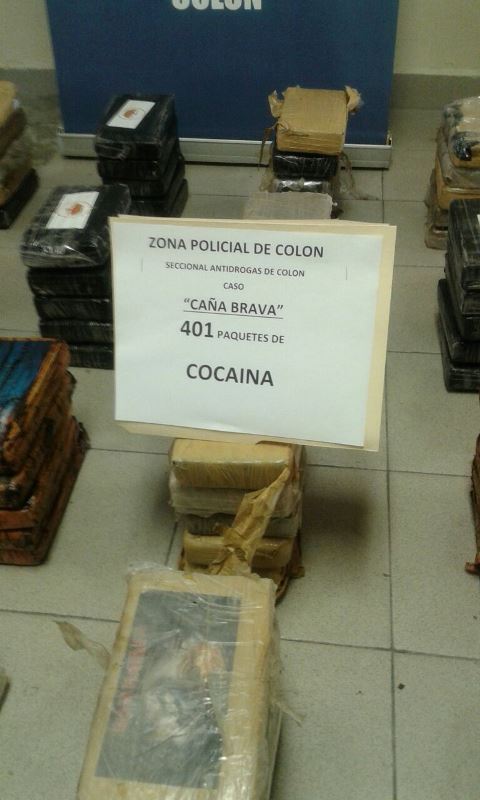 COLON
ZONA POLICIAL DE COLON
SECCIONAL ANTIDROGAS DE COLON
CASO
“CAÑA BRAVA”
401 PAQUETES DE
COCAINA